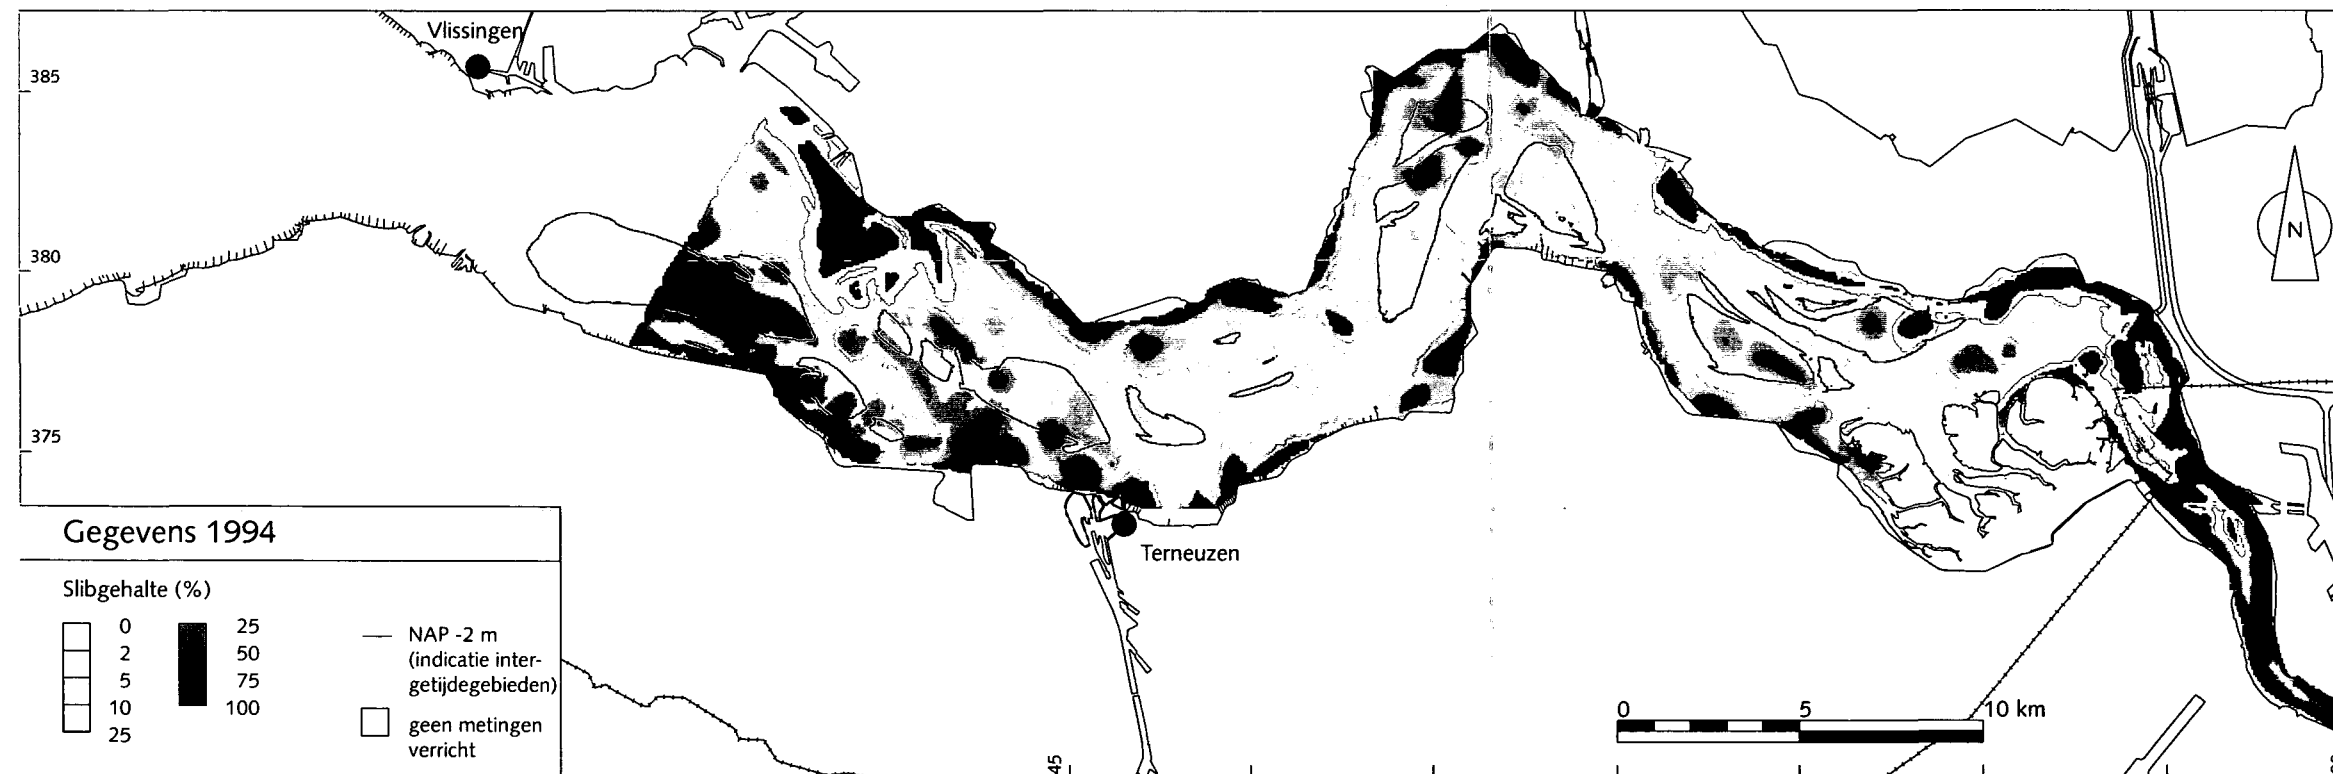 Vlissingen
385
380
375
N
Terneuzen
Gegevens 1994
Slibgehalte (%)
0
2
5
10
25
25
50
75
100
NAP -2 m
(indicatie inter-
getijdegebieden)
geen metingen
verricht
0 5 10 km
45